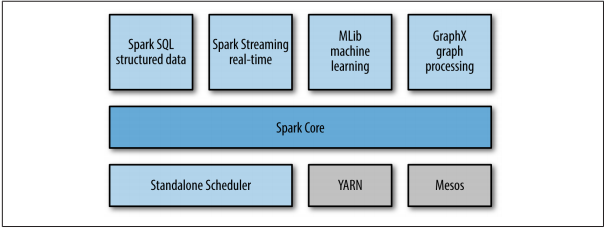 Spark SQL
structured data
Spark Streaming
real-time
MLib
machine
learning
GraphX
graph
processing
Spark Core
Standalone Scheduler
YARN
Mesos